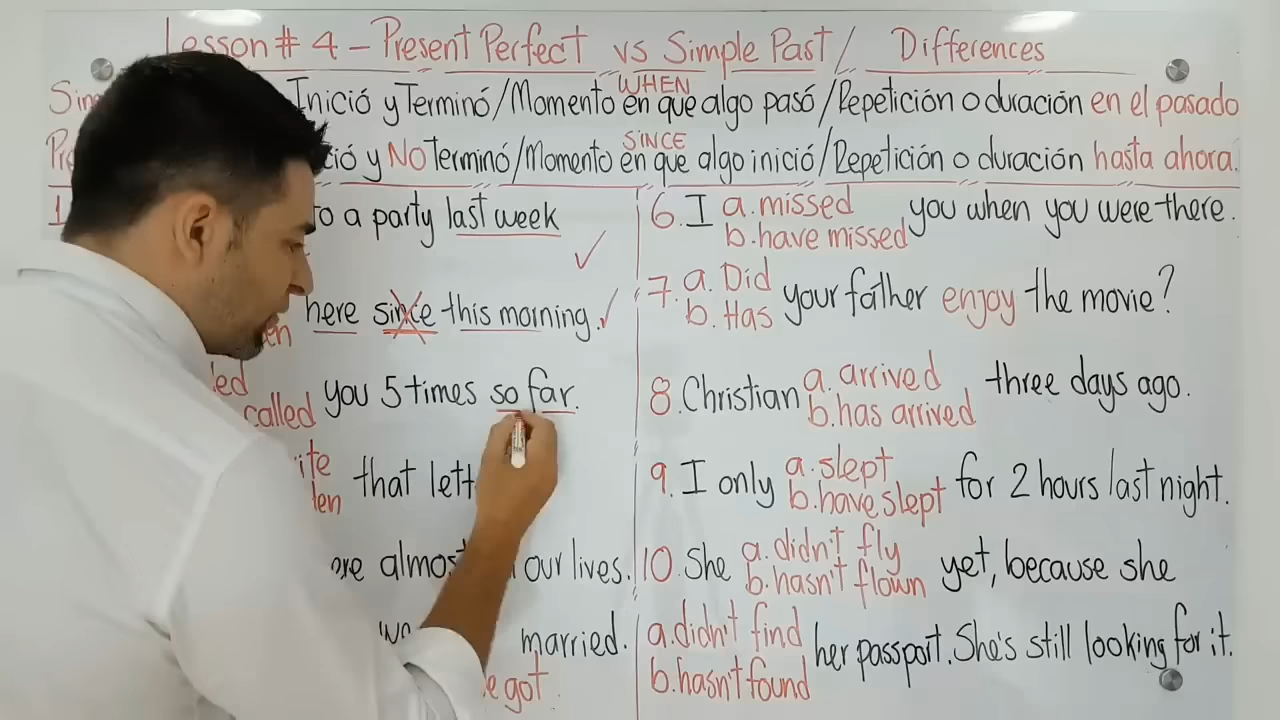 Lesson # 4 - Present Perfect vs Simple Past / Differences
WHEN
Inició y Terminó / Momento en que algo pasó / Repetición o duración en el pasado
SINCE
y NO Terminó / Momento en que algo inició / Repetición o duración hasta ahora.
1
to a party last week
here since this morning.
called you 5 times so far.
that
almost our lives.
married.
got.
6. I a. missed you when you were there.
b. have missed
7. a. Did your father enjoy the movie?
b. Has
8. Christian a. arrived three days ago.
b. has arrived
9. I only a. slept for 2 hours last night.
b. have slept
10. She a. didn't fly yet, because she
b. hasn't flown
a. didn't find her passport. She's still looking for it.
b. hasn't found